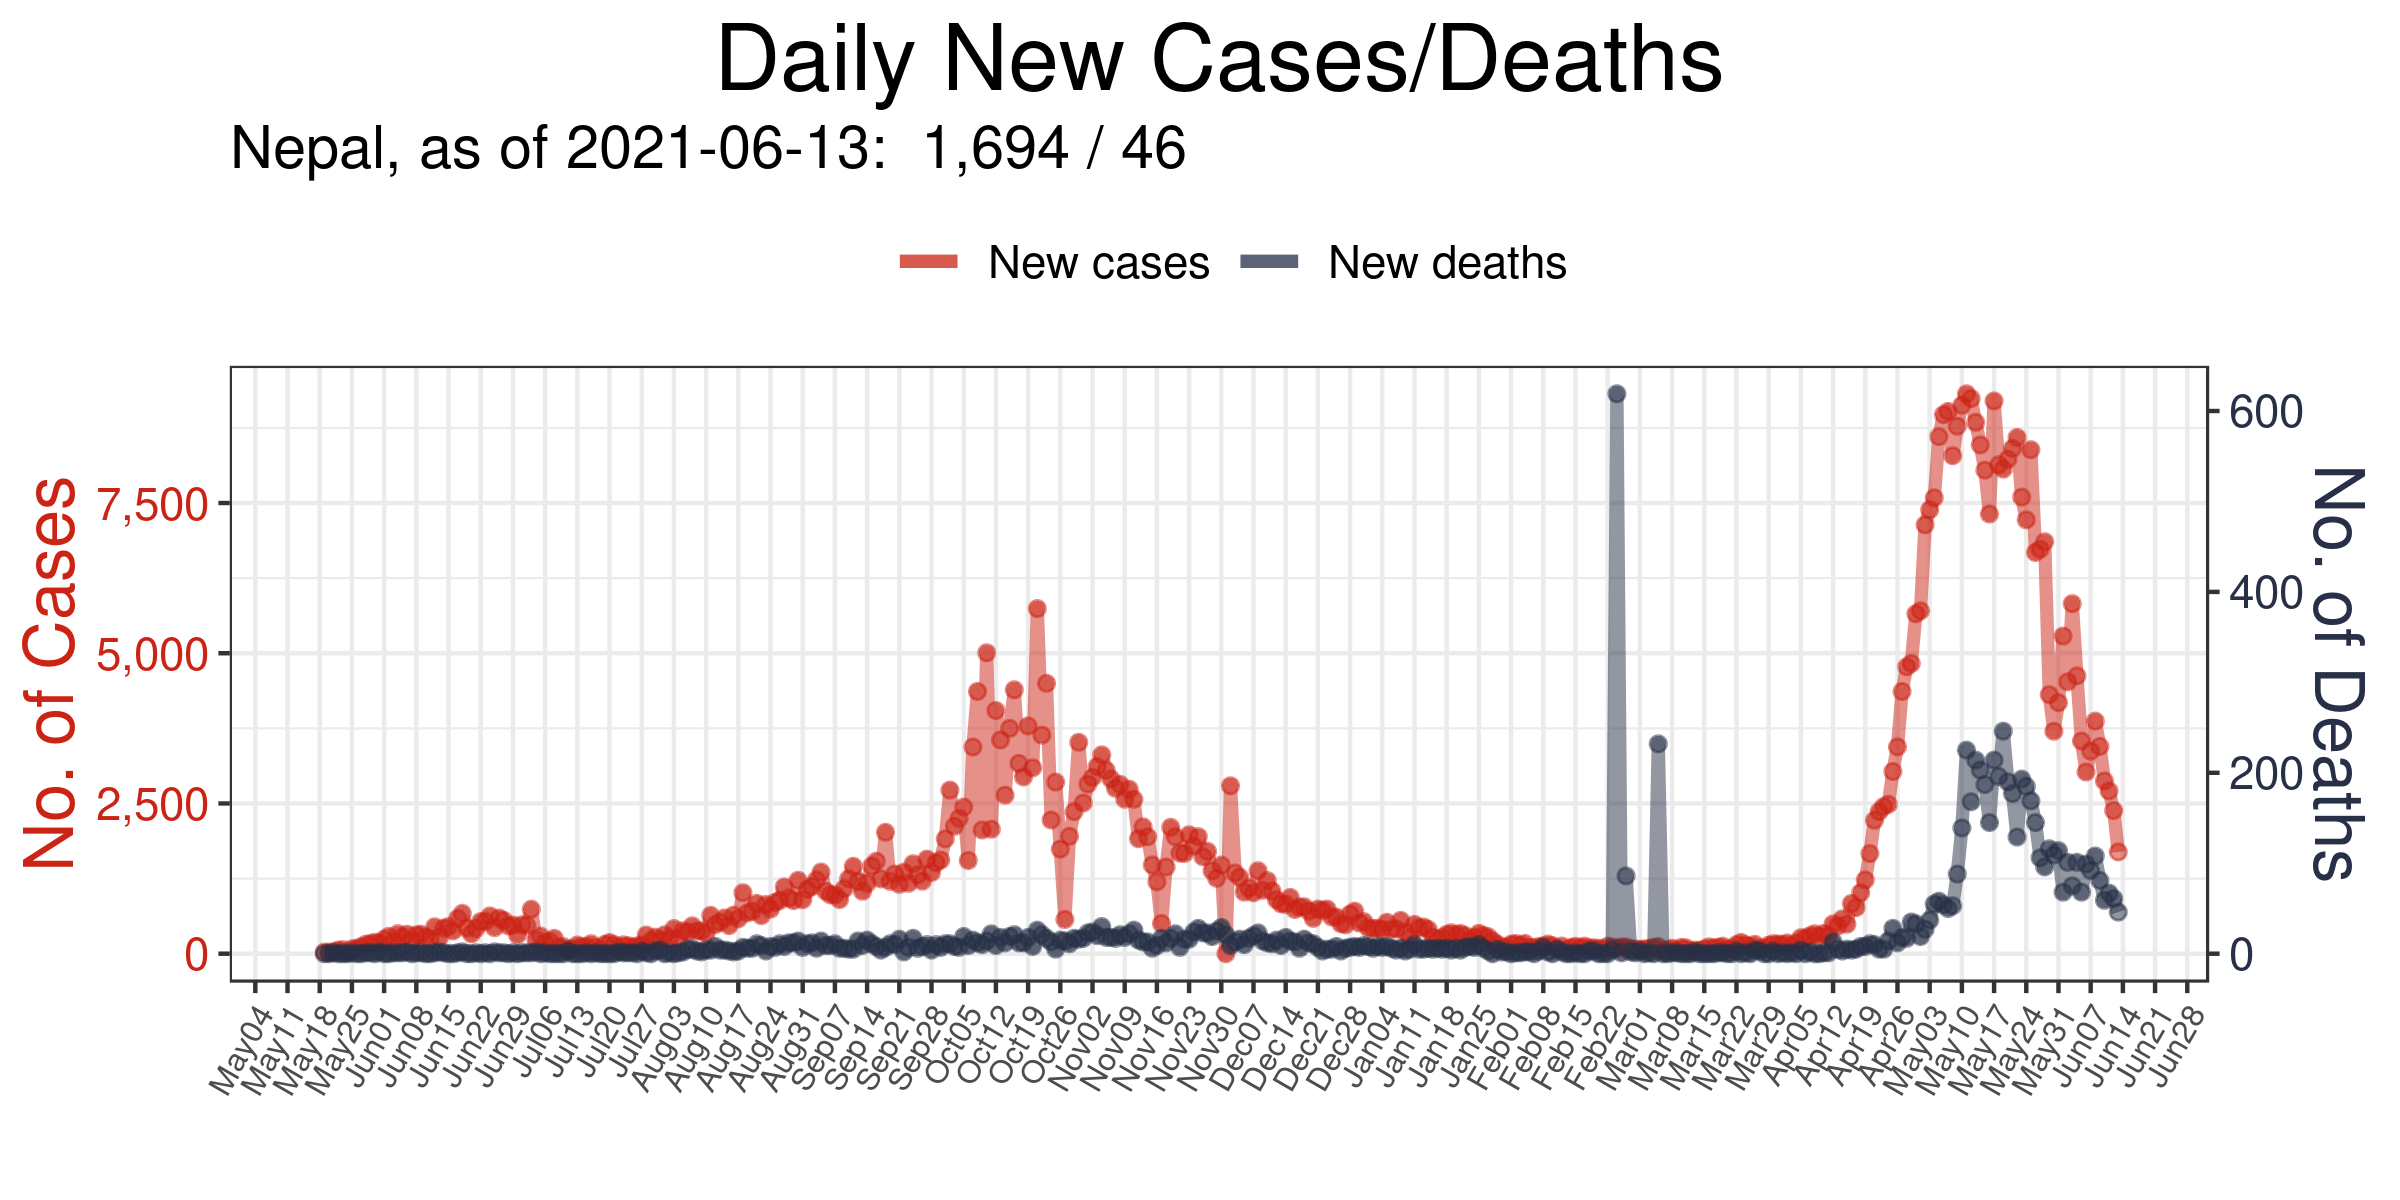 Daily New Cases/Deaths
Nepal, as of 2021-06-13:  1,694 / 46
New cases New deaths
No. of Cases
7,500
5,000
2,500
0
600
400
200
0
No. of Deaths
May04 May11 May18 May25 Jun01 Jun08 Jun15 Jun22 Jun29 Jul06 Jul13 Jul20 Jul27 Aug03 Aug10 Aug17 Aug24 Aug31 Sep07 Sep14 Sep21 Sep28 Oct05 Oct12 Oct19 Oct26 Nov02 Nov09 Nov16 Nov23 Nov30 Dec07 Dec14 Dec21 Dec28 Jan04 Jan11 Jan18 Jan25 Feb01 Feb08 Feb15 Feb22 Mar01 Mar08 Mar15 Mar22 Mar29 Apr05 Apr12 Apr19 Apr26 May03 May10 May17 May24 May31 Jun07 Jun14 Jun21 Jun28